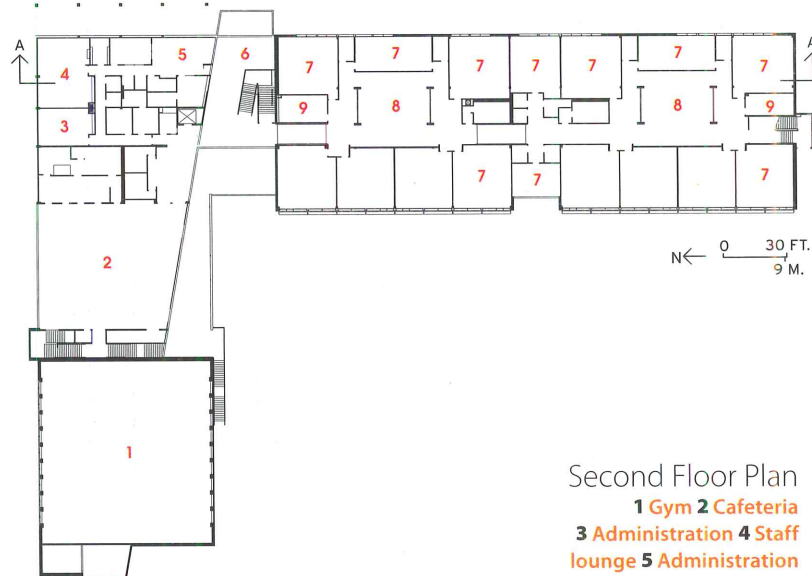 A
A
4
5
6
7
7
7
7
7
7
7
3
9
8
8
9
7
7
7
2
N
0 30 FT.
9 M.
1
Second Floor Plan
1 Gym 2 Cafeteria
3 Administration 4 Staff
lounge 5 Administration